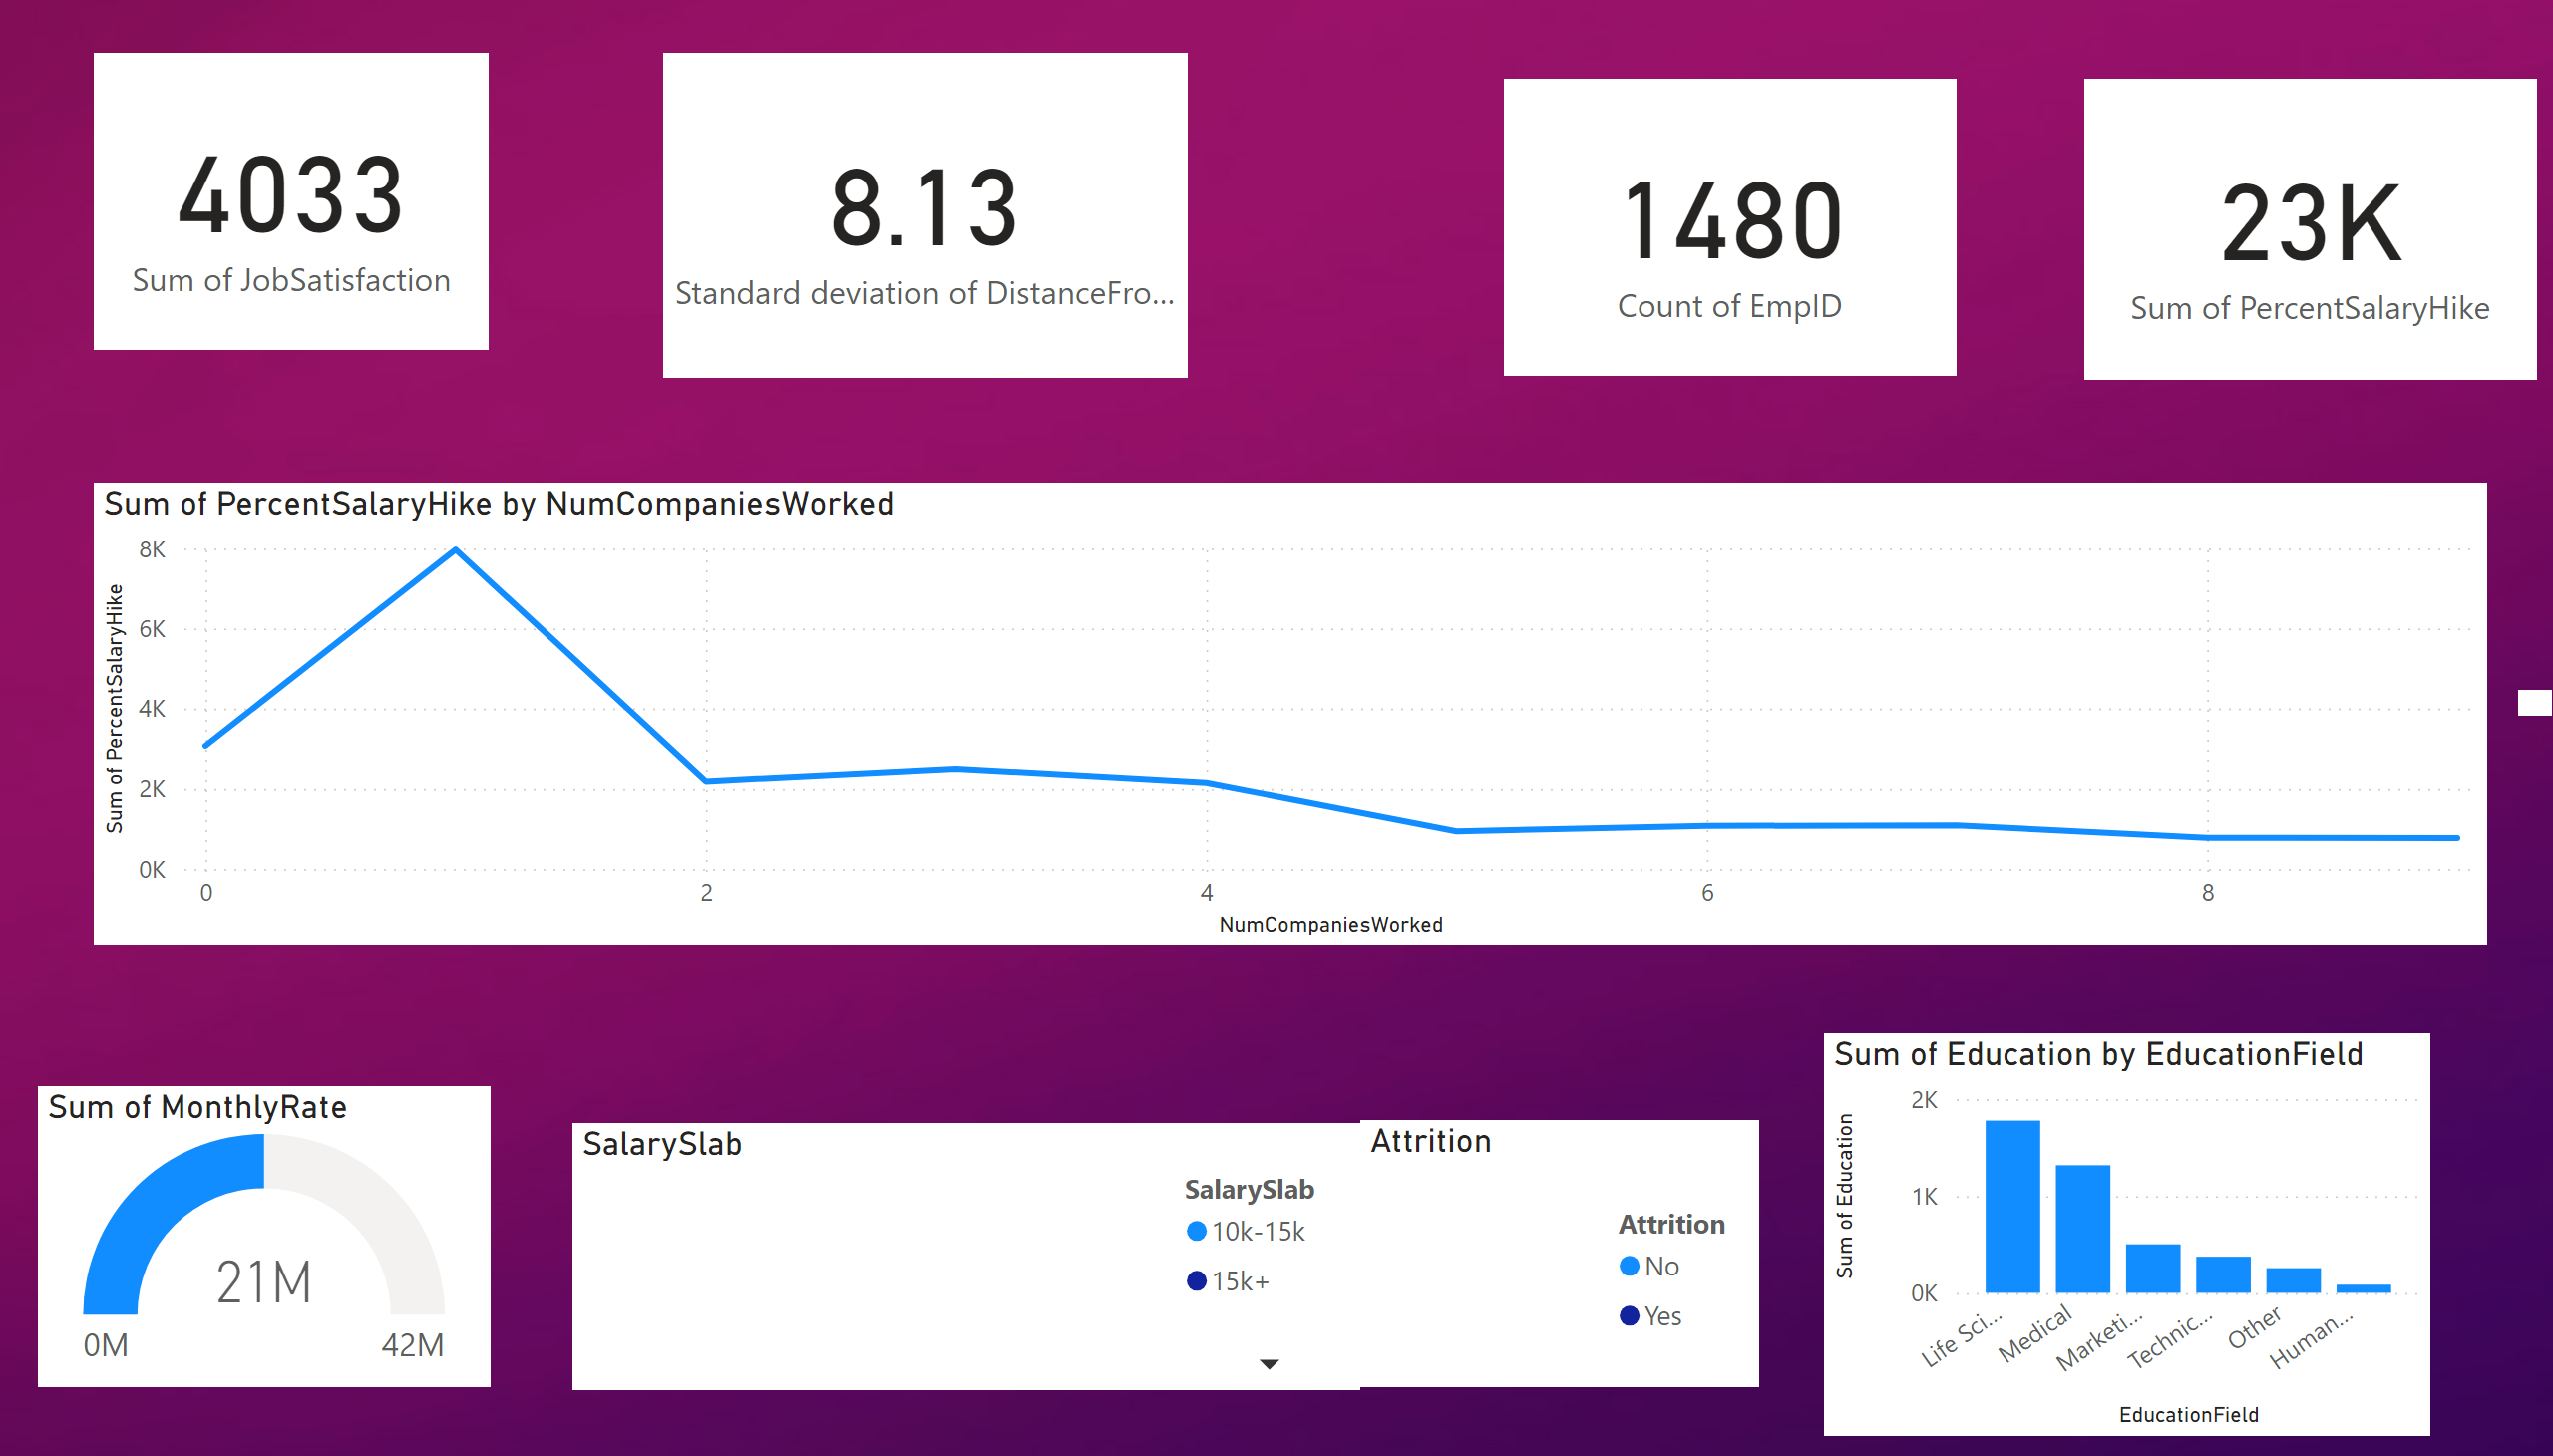 4033
Sum of JobSatisfaction
8.13
Standard deviation of DistanceFro...
1480
Count of EmpID
23K
Sum of PercentSalaryHike
Sum of PercentSalaryHike by NumCompaniesWorked
Sum of PercentSalaryHike
8K
6K
4K
2K
0K
0 2 4 6 8
NumCompaniesWorked
Sum of MonthlyRate
21M
0M 42M
SalarySlab
SalarySlab
10k-15k
15k+
Attrition
Attrition
No
Yes
Sum of Education by EducationField
Sum of Education
2K
1K
0K
Life Sci...
Medical
Marketi...
Technic...
Other
Human...
EducationField